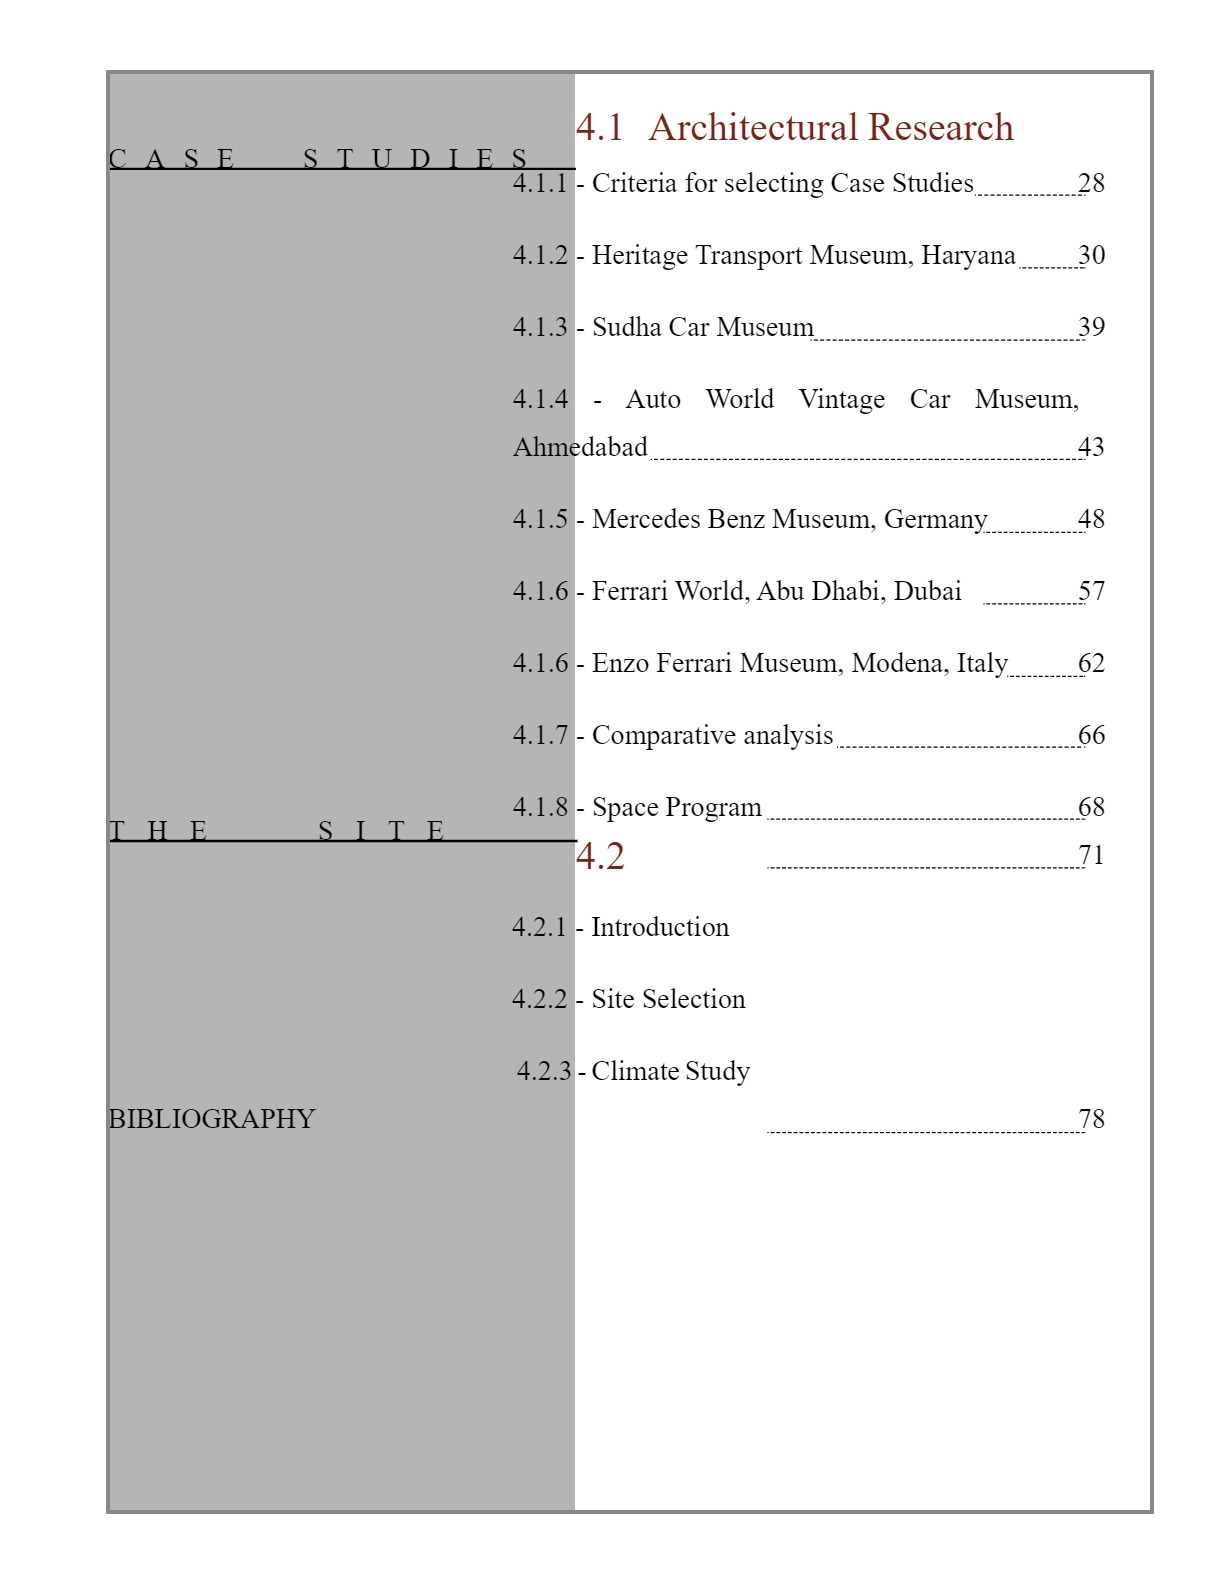 4.1 Architectural Research
CASE STUDIES
4.1.1 - Criteria for selecting Case Studies 28
4.1.2 - Heritage Transport Museum, Haryana 30
4.1.3 - Sudha Car Museum 39
4.1.4 - Auto World Vintage Car Museum,
Ahmedabad 43
4.1.5 - Mercedes Benz Museum, Germany 48
4.1.6 - Ferrari World, Abu Dhabi, Dubai 57
4.1.6 - Enzo Ferrari Museum, Modena, Italy 62
4.1.7 - Comparative analysis 66
4.1.8 - Space Program 68
THE SITE
4.2 71
4.2.1 - Introduction
4.2.2 - Site Selection
4.2.3 - Climate Study
BIBLIOGRAPHY 78